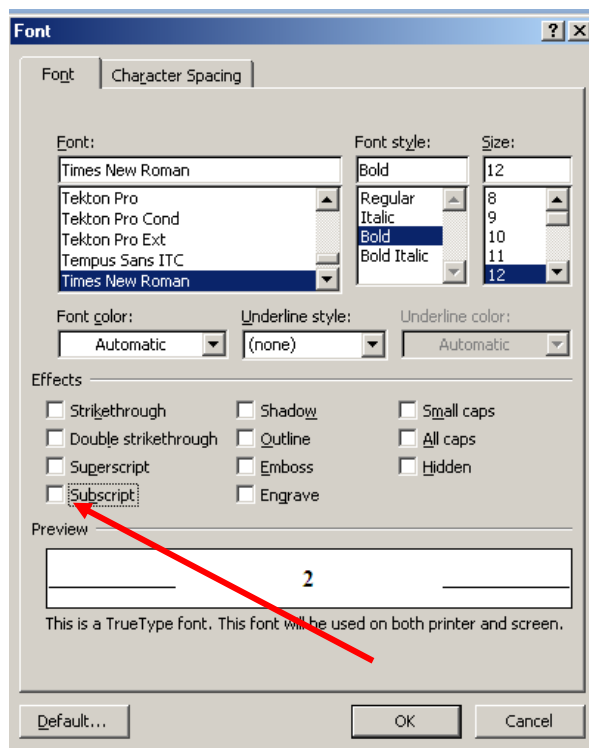 Font
Font Character Spacing
Font: Font style: Size:
Times New Roman Bold 12
Tekton Pro Regular 8
Tekton Pro Cond Italic 9
Tekton Pro Ext Bold 10
Tempus Sans ITC Bold Italic 11
Times New Roman 12
Font color: Underline style: Underline color:
Automatic (none) Automatic
Effects
Strikethrough Shadow Small caps
Double strikethrough Outline All caps
Superscript Emboss Hidden
Subscript Engrave
Preview
2
This is a TrueType font. This font will be used on both printer and screen.
Default... OK Cancel